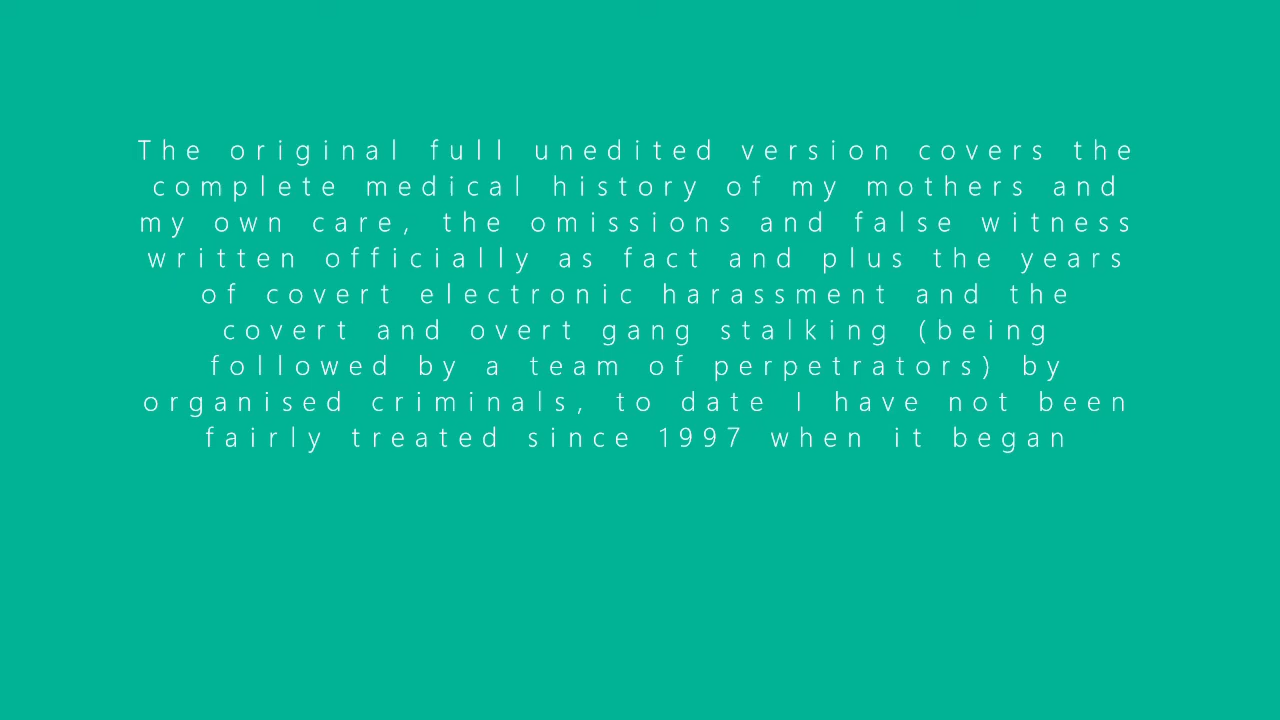 The original full unedited version covers the
complete medical history of my mothers and
my own care, the omissions and false witness
written officially as fact and plus the years
of covert electronic harassment and the
covert and overt gang stalking (being
followed by a team of perpetrators) by
organised criminals, to date I have not been
fairly treated since 1997 when it began